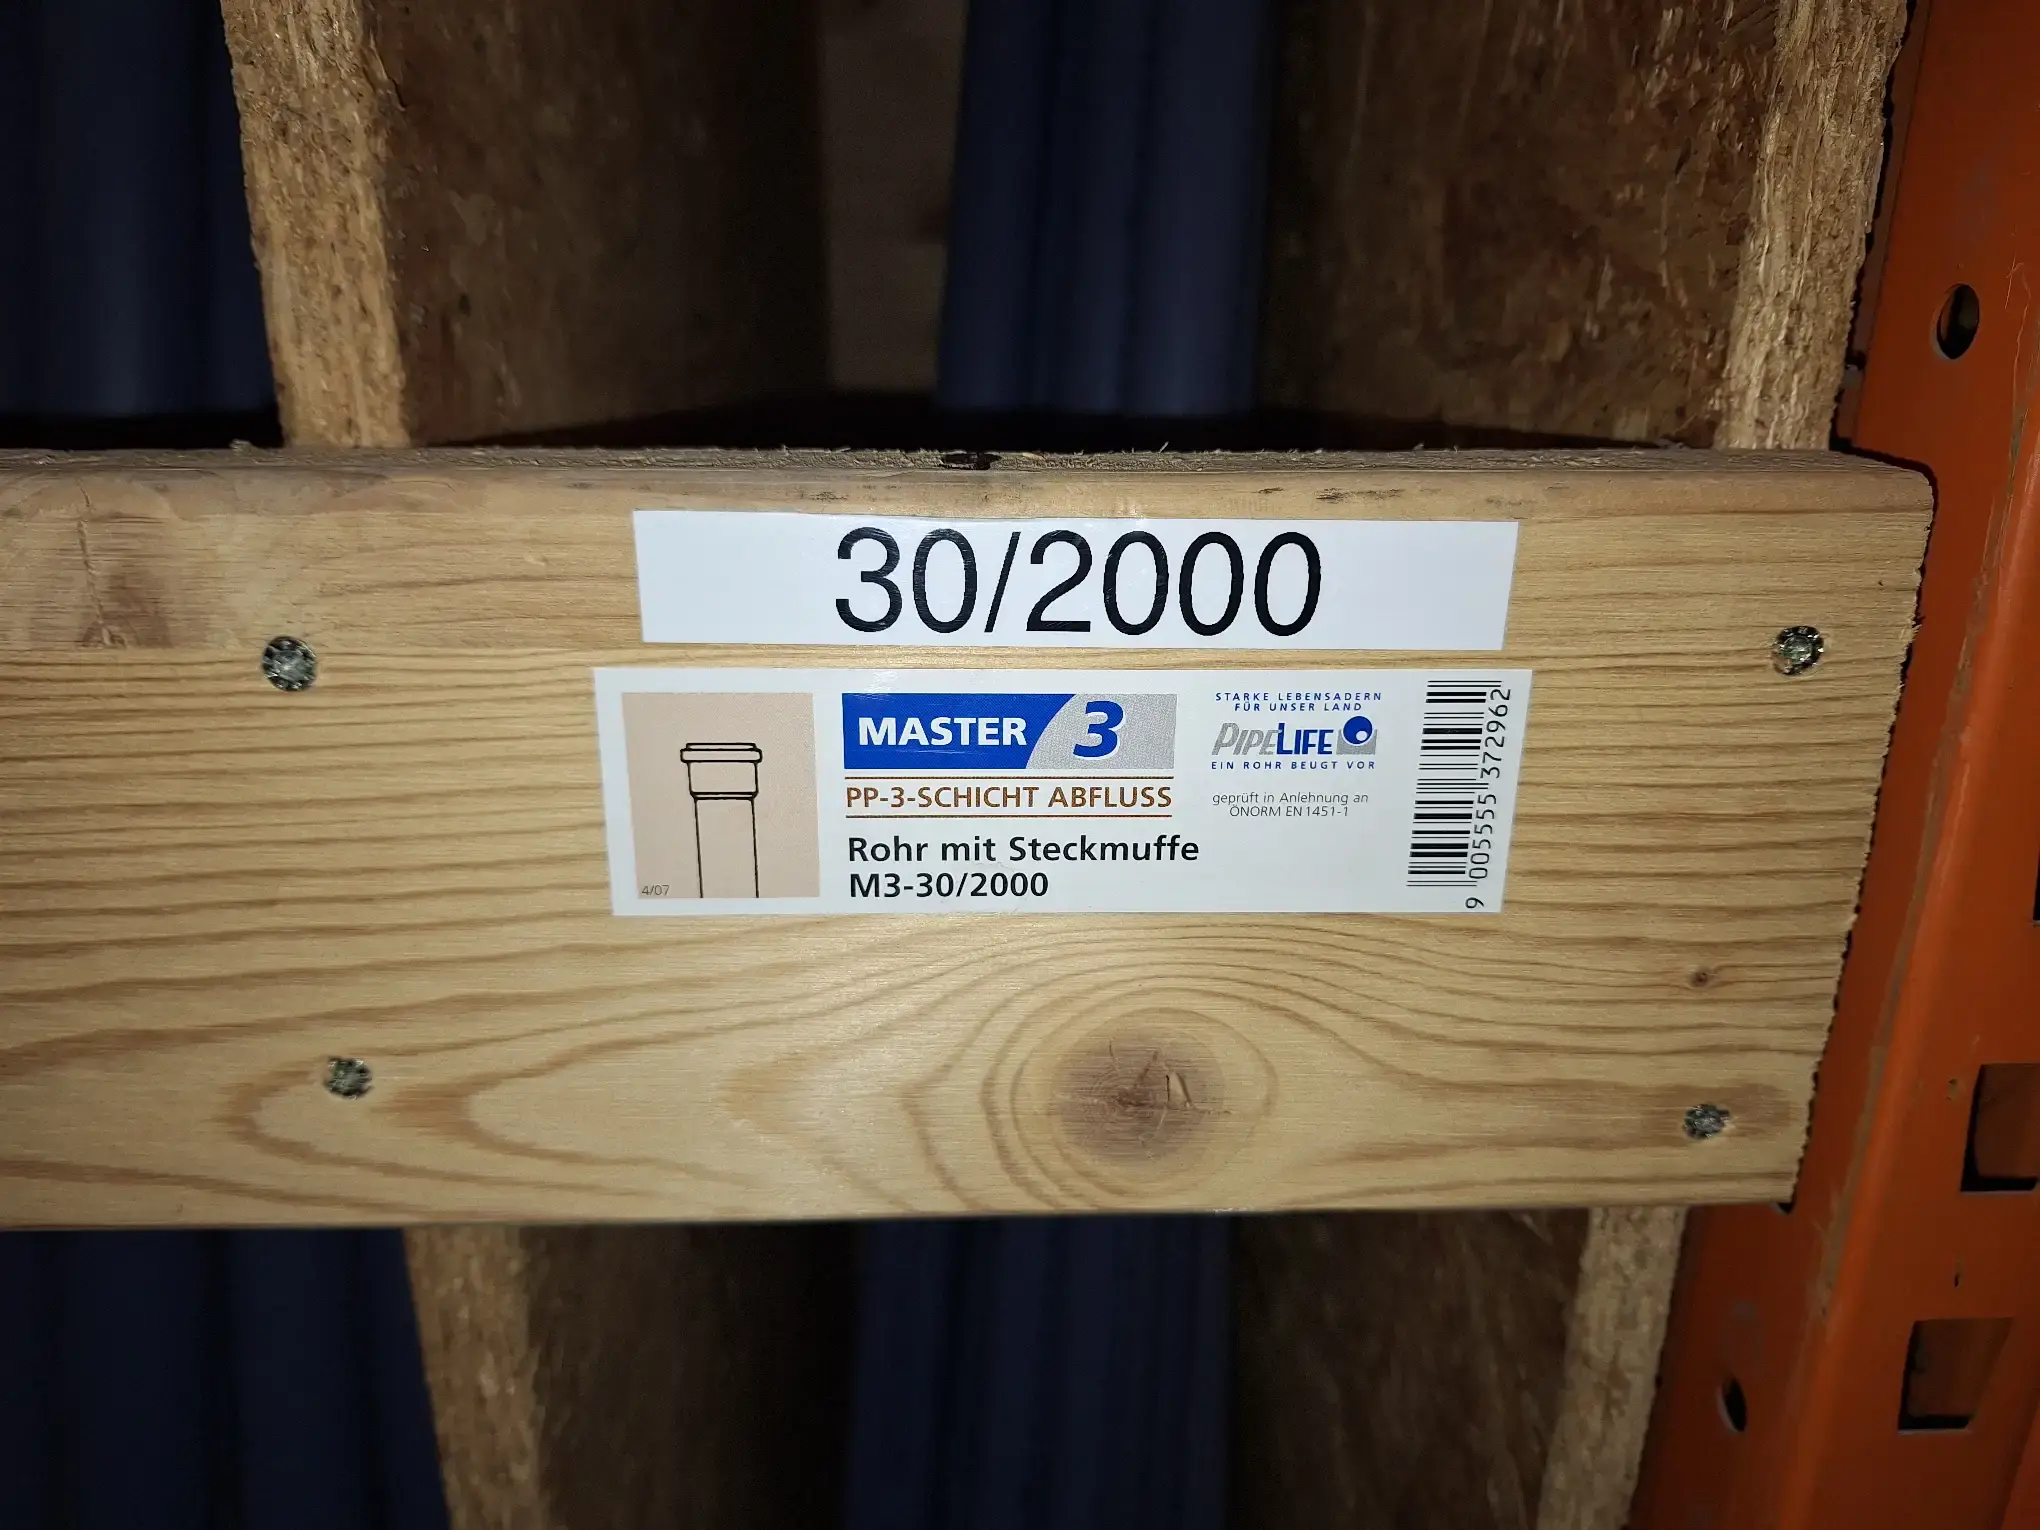 30/2000
MASTER 3
PP-3-SCHICHT ABFLUSS
Rohr mit Steckmuffe
M3-30/2000
4/07
STARKE LEBENSADERN
FÜR UNSER LAND
PIPELIFE
EIN ROHR BEUGT VOR
geprüft in Anlehnung an
ÖNORM EN 1451-1
9 005555 372962